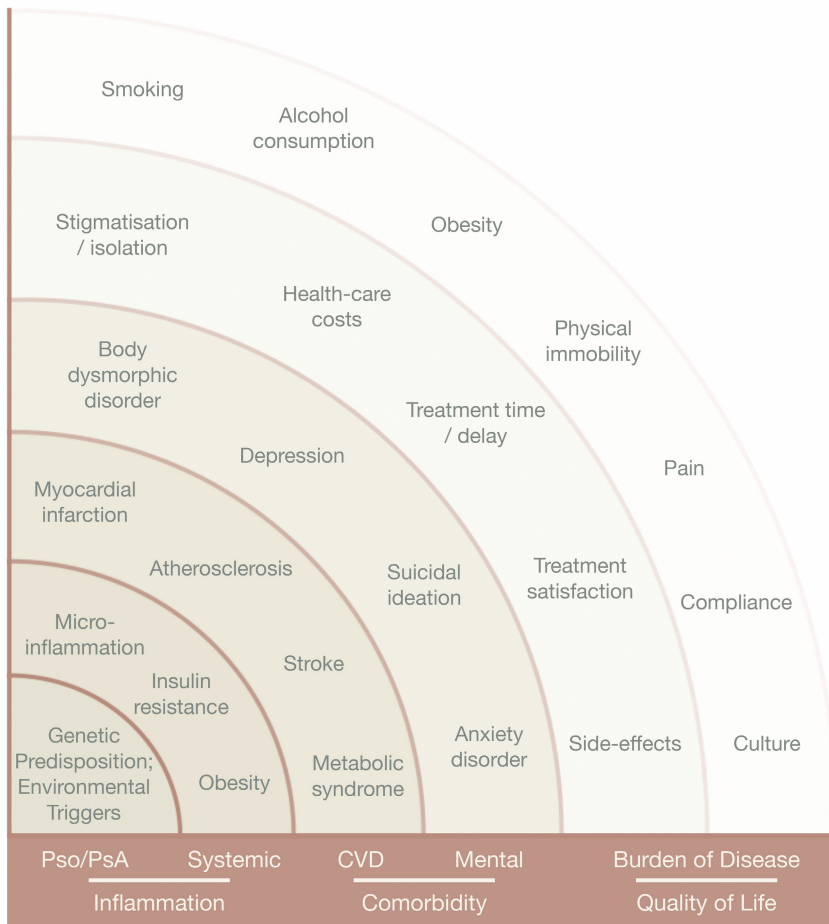 Smoking
Alcohol
consumption
Obesity
Physical
immobility
Pain
Compliance
Culture
Stigmatisation
/ isolation
Health-care
costs
Treatment time
/ delay
Treatment
satisfaction
Side-effects
Body
dysmorphic
disorder
Depression
Suicidal
ideation
Anxiety
disorder
Myocardial
infarction
Atherosclerosis
Stroke
Metabolic
syndrome
Micro-
inflammation
Insulin
resistance
Obesity
Genetic
Predisposition;
Environmental
Triggers
Pso/PsA
Systemic
CVD
Mental
Burden of Disease
Inflammation
Comorbidity
Quality of Life